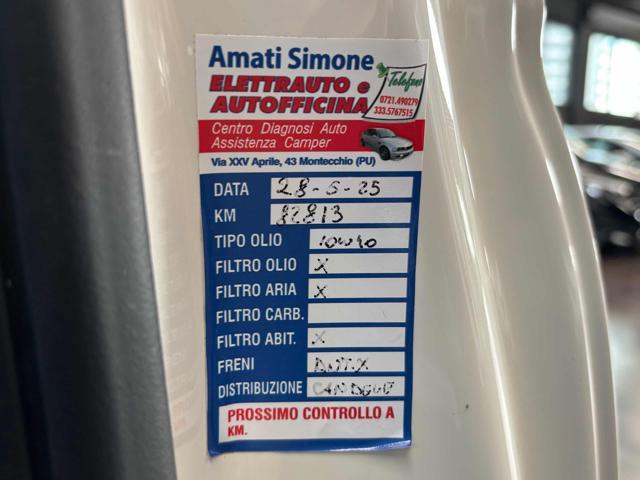 Amati Simone
ELETTRAUTO e
AUTOFFICINA
Telefono
0721.490279
333.5767515
Centro Diagnosi Auto
Assistenza Camper
Via XXV Aprile, 43 Montecchio (PU)
DATA 28-5-25
KM 82813
TIPO OLIO 10W40
FILTRO OLIO X
FILTRO ARIA X
FILTRO CARB.
FILTRO ABIT. X
FRENI
DISTRIBUZIONE
PROSSIMO CONTROLLO A
KM.